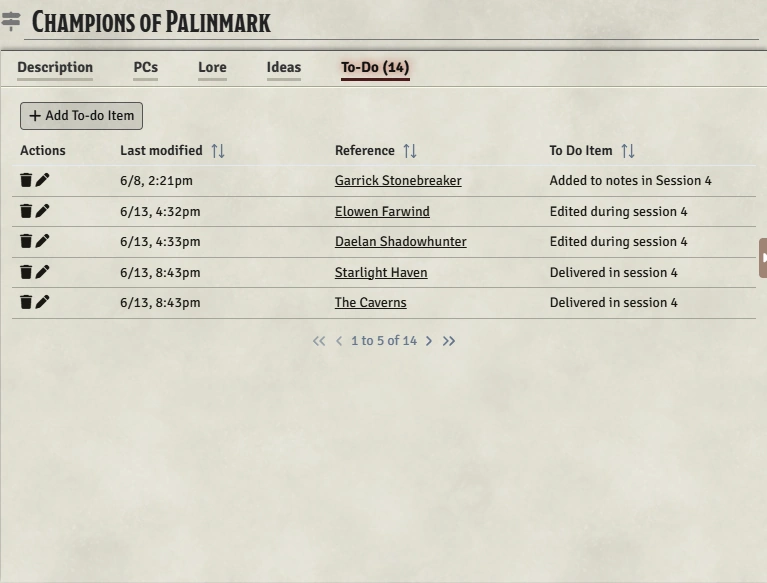 Champions of Palinmark
Description PCs Lore Ideas To-Do (14)
+ Add To-do Item
Actions Last modified Reference To Do Item
6/8, 2:21pm Garrick Stonebreaker Added to notes in Session 4
6/13, 4:32pm Elowen Farwind Edited during session 4
6/13, 4:33pm Daelan Shadowhunter Edited during session 4
6/13, 8:43pm Starlight Haven Delivered in session 4
6/13, 8:43pm The Caverns Delivered in session 4
1 to 5 of 14